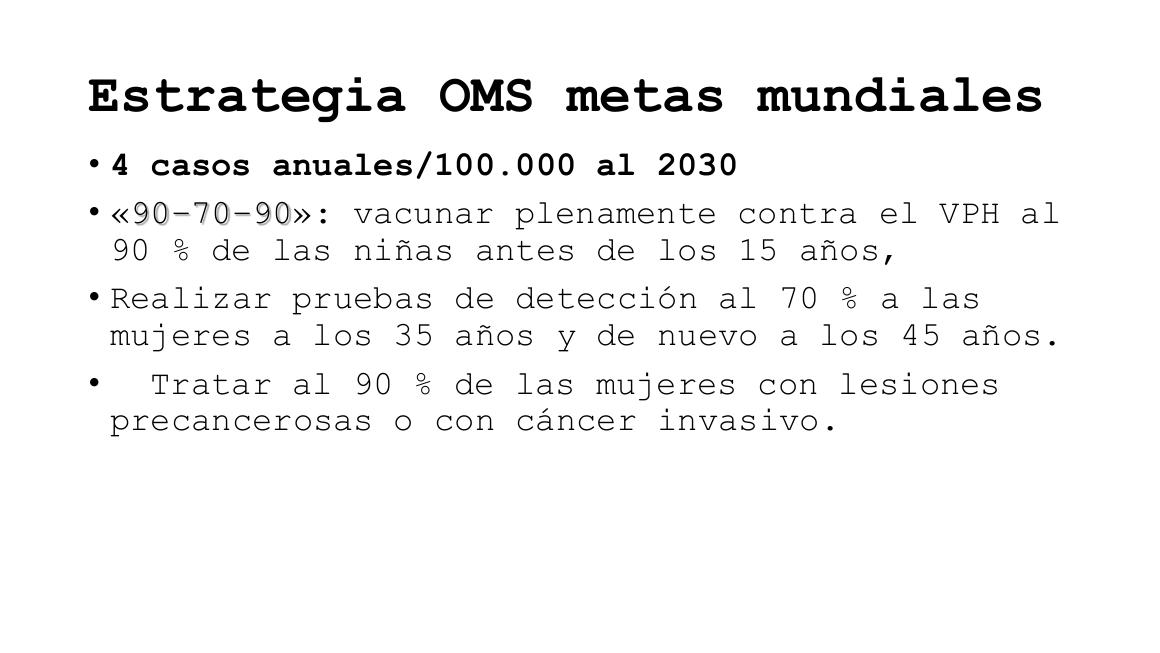 Estrategia OMS metas mundiales
• 4 casos anuales/100.000 al 2030
• «90-70-90»: vacunar plenamente contra el VPH al
90 % de las niñas antes de los 15 años,
• Realizar pruebas de detección al 70 % a las
mujeres a los 35 años y de nuevo a los 45 años.
• Tratar al 90 % de las mujeres con lesiones
precancerosas o con cáncer invasivo.